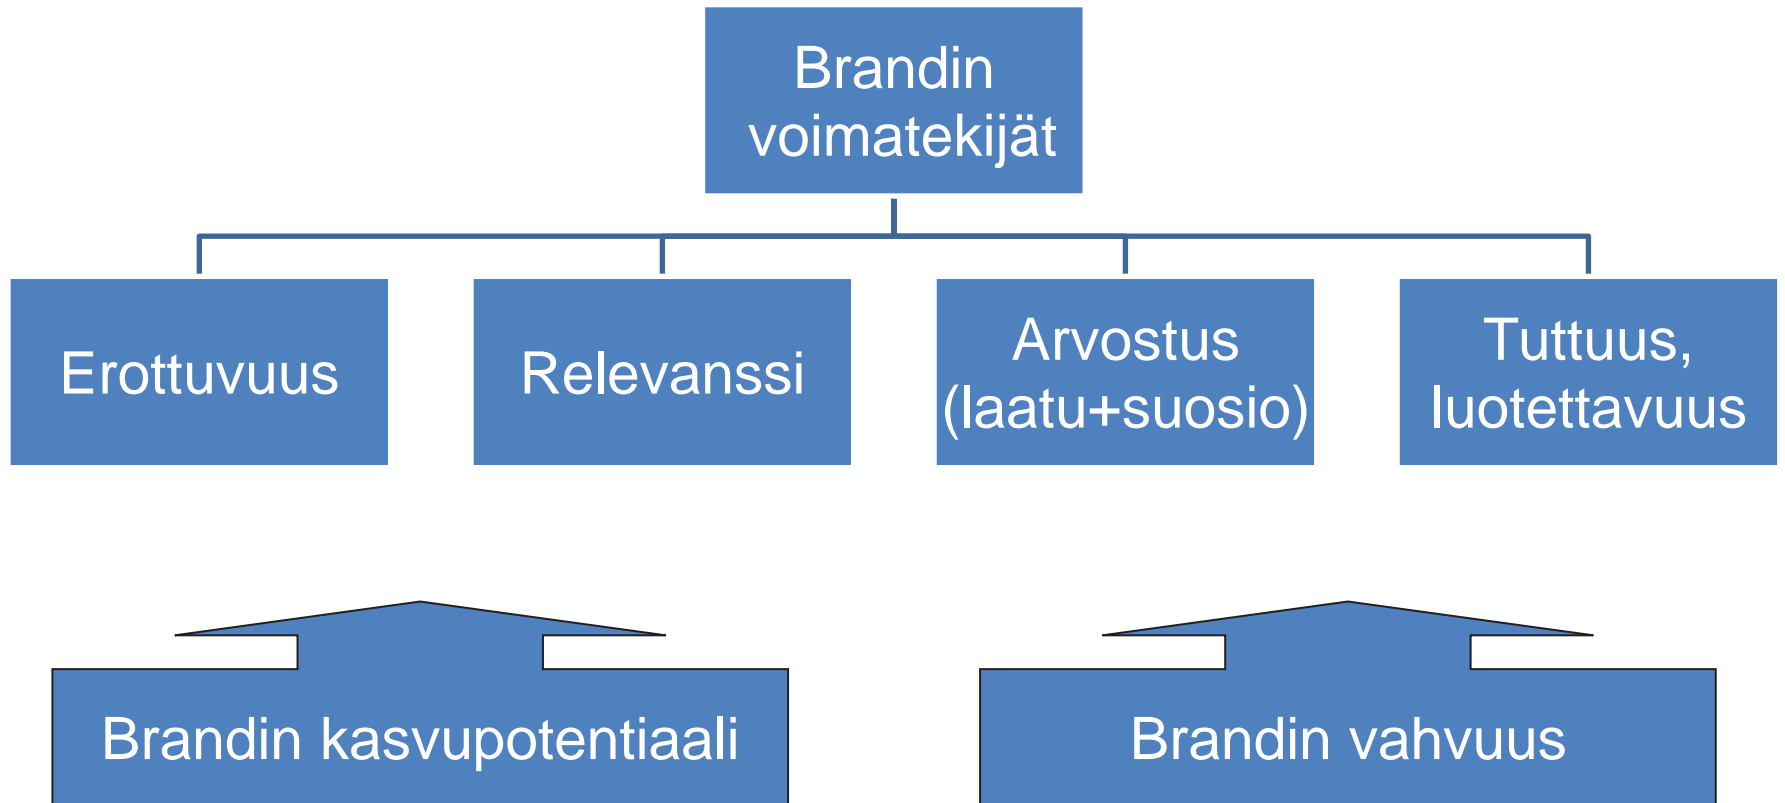 Brandin
voimatekijät
Erottuvuus
Relevanssi
Arvostus
(laatu+suosio)
Tuttuus,
luotettavuus
Brandin kasvupotentiaali
Brandin vahvuus